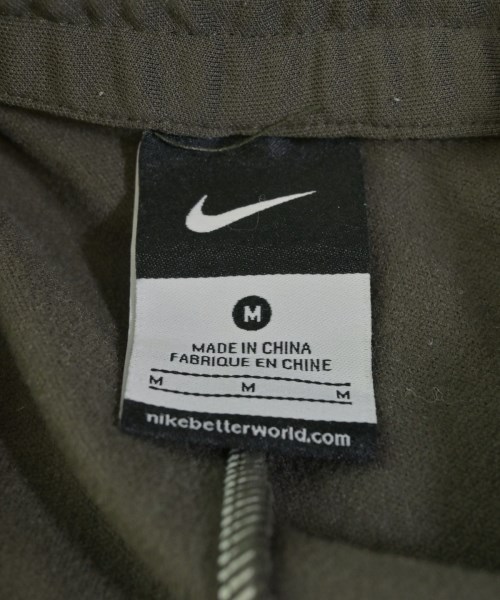 M
MADE IN CHINA
FABRIQUE EN CHINE
M M M
nikebetterworld.com